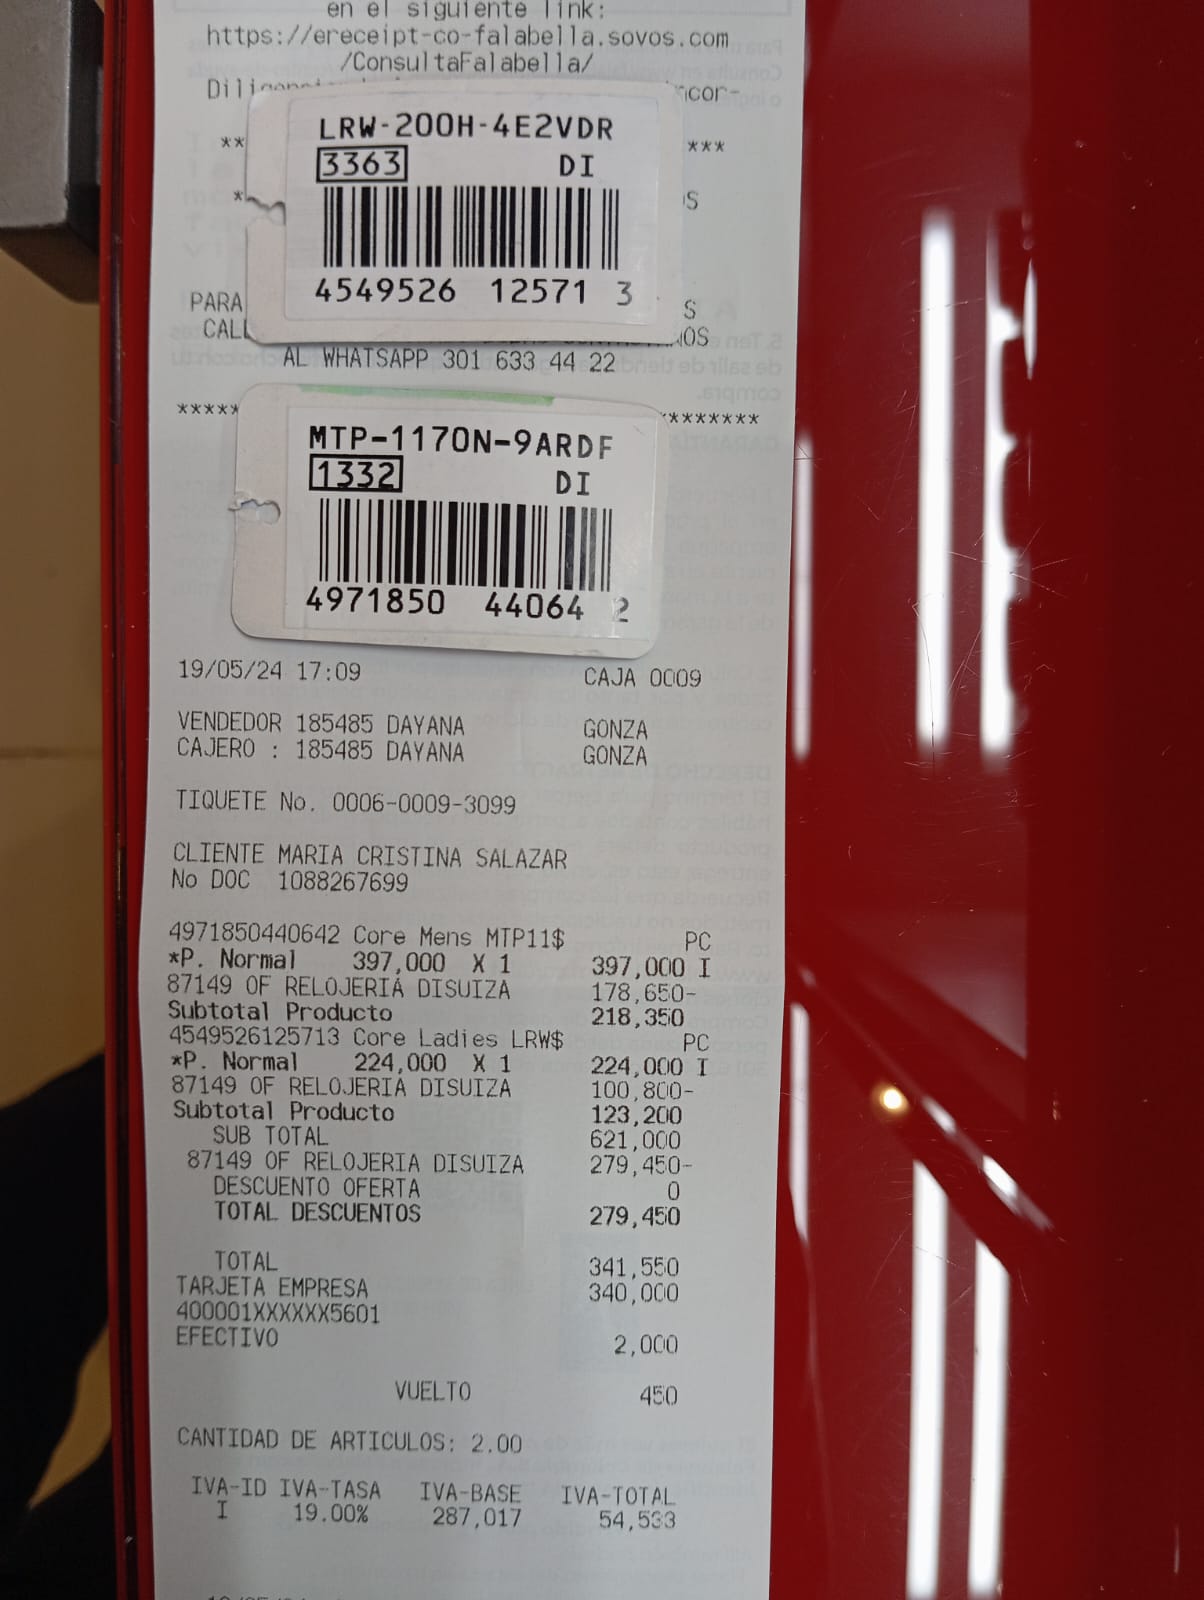 en el siguiente link:
https://ereceipt-co-falabella.sovos.com
/ConsultaFalabella/
LRW-200H-4E2VDR
3363 DI
4549526 12571 3
PARA S
CALL
AL WHATSAPP 301 633 44 22
MTP-1170N-9ARDF
1332 DI
4971850 44064 2
19/05/24 17:09 CAJA 0009
VENDEDOR 185485 DAYANA GONZA
CAJERO : 185485 DAYANA GONZA
TIQUETE No. 0006-0009-3099
CLIENTE MARIA CRISTINA SALAZAR
No DOC 1088267699
4971850440642 Core Mens MTP11$ PC
*P. Normal 397,000 X 1 397,000 I
87149 OF RELOJERIA DISUIZA 178,650-
Subtotal Producto 218,350
4549526125713 Core Ladies LRW$ PC
*P. Normal 224,000 X 1 224,000 I
87149 OF RELOJERIA DISUIZA 100,800-
Subtotal Producto 123,200
SUB TOTAL 621,000
87149 OF RELOJERIA DISUIZA 279,450-
DESCUENTO OFERTA 0
TOTAL DESCUENTOS 279,450
TOTAL 341,550
TARJETA EMPRESA 340,000
400001XXXXXX5601
EFECTIVO 2,000
VUELTO 450
CANTIDAD DE ARTICULOS: 2.00
IVA-ID IVA-TASA IVA-BASE IVA-TOTAL
I 19.00% 287,017 54,533